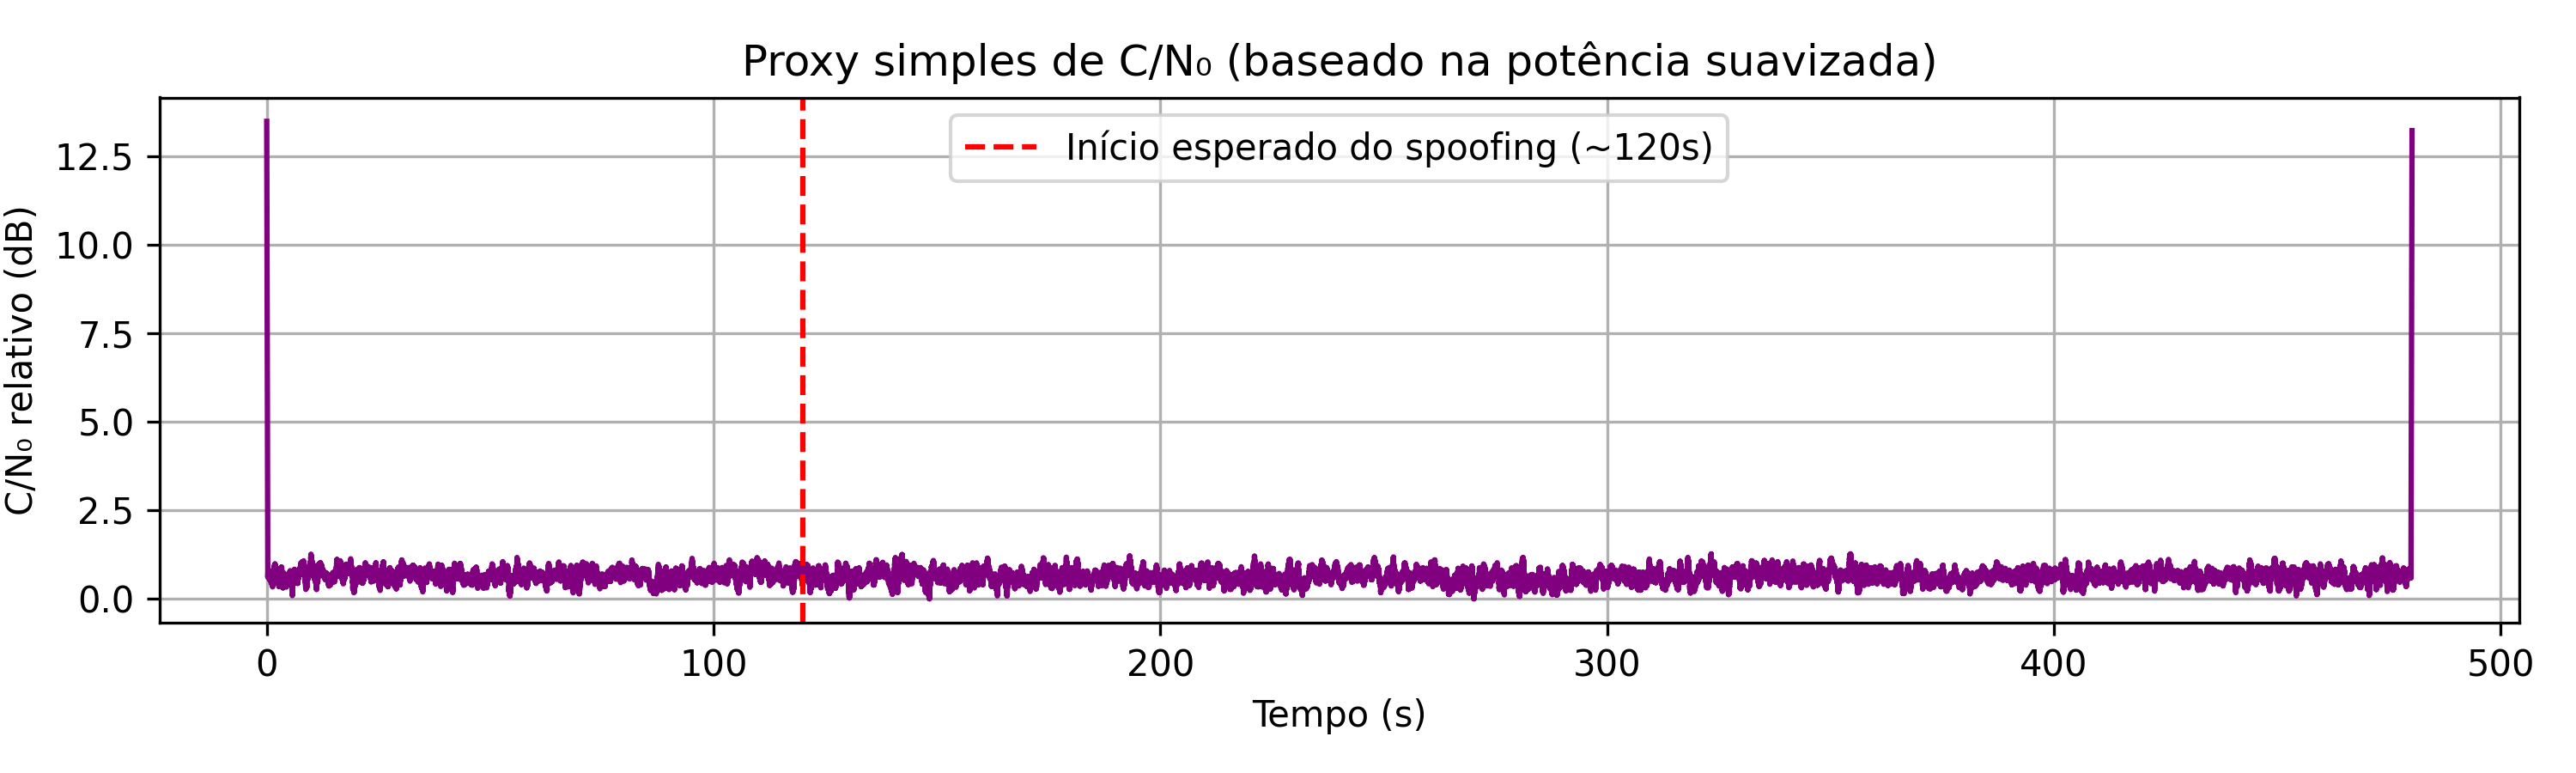 Proxy simples de C/N₀ (baseado na potência suavizada)
Início esperado do spoofing (~120s)
C/N₀ relativo (dB)
12.5
10.0
7.5
5.0
2.5
0.0
0 100 200 300 400 500
Tempo (s)